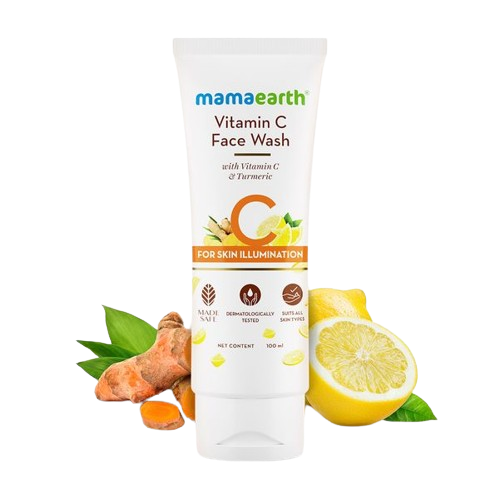 mamaearth®
Vitamin C
Face Wash
with Vitamin C
& Turmeric
C
FOR SKIN ILLUMINATION
MADE
SAFE
DERMATOLOGICALLY
TESTED
SUITS ALL
SKIN TYPES
NET CONTENT 100 ml